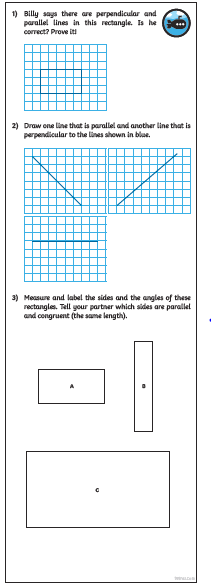 1) Billy says there are perpendicular and
parallel lines in this rectangle. Is he
correct? Prove it!
2) Draw one line that is parallel and another line that is
perpendicular to the lines shown in blue.
3) Measure and label the sides and the angles of these
rectangles. Tell your partner which sides are parallel
and congruent (the same length).
A
B
C